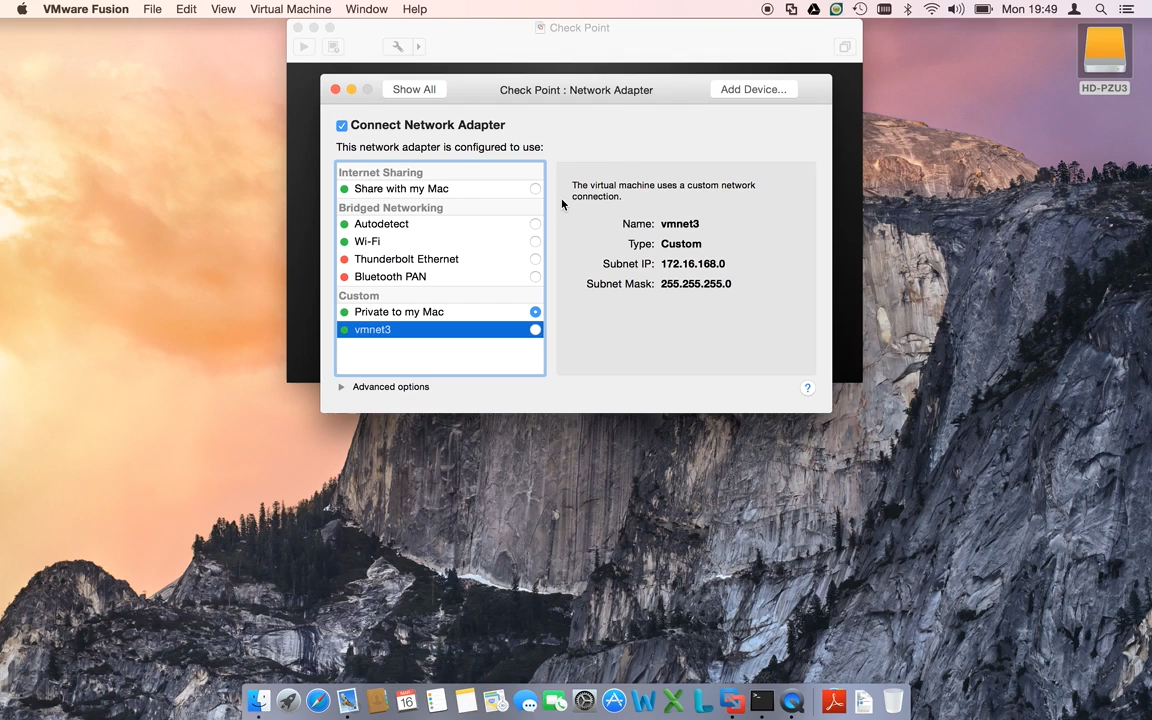 VMware Fusion File Edit View Virtual Machine Window Help Mon 19:49
Check Point
HD-PZU3
Show All Check Point : Network Adapter Add Device...
Connect Network Adapter
This network adapter is configured to use:
Internet Sharing
Share with my Mac
Bridged Networking
Autodetect
Wi-Fi
Thunderbolt Ethernet
Bluetooth PAN
Custom
Private to my Mac
vmnet3
The virtual machine uses a custom network
connection.
Name: vmnet3
Type: Custom
Subnet IP: 172.16.168.0
Subnet Mask: 255.255.255.0
Advanced options
?
16